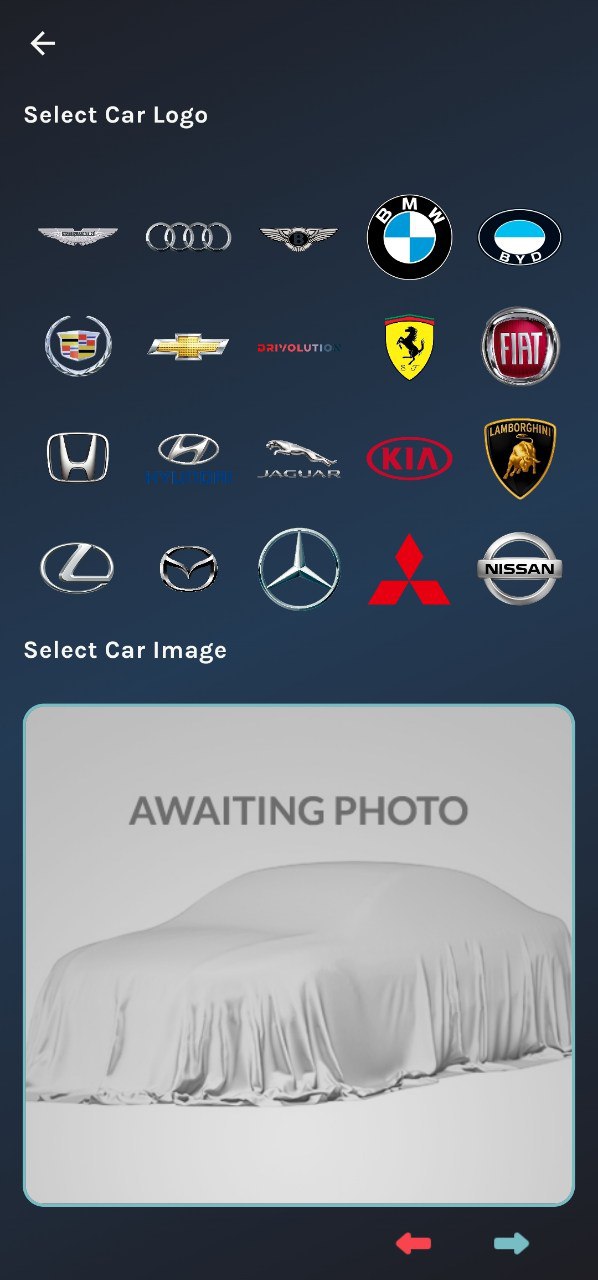 Select Car Logo
BMW
BYD
DRIVOLUTION
FIAT
HYUNDAI
JAGUAR
KIA
LAMBORGHINI
NISSAN
Select Car Image
AWAITING PHOTO